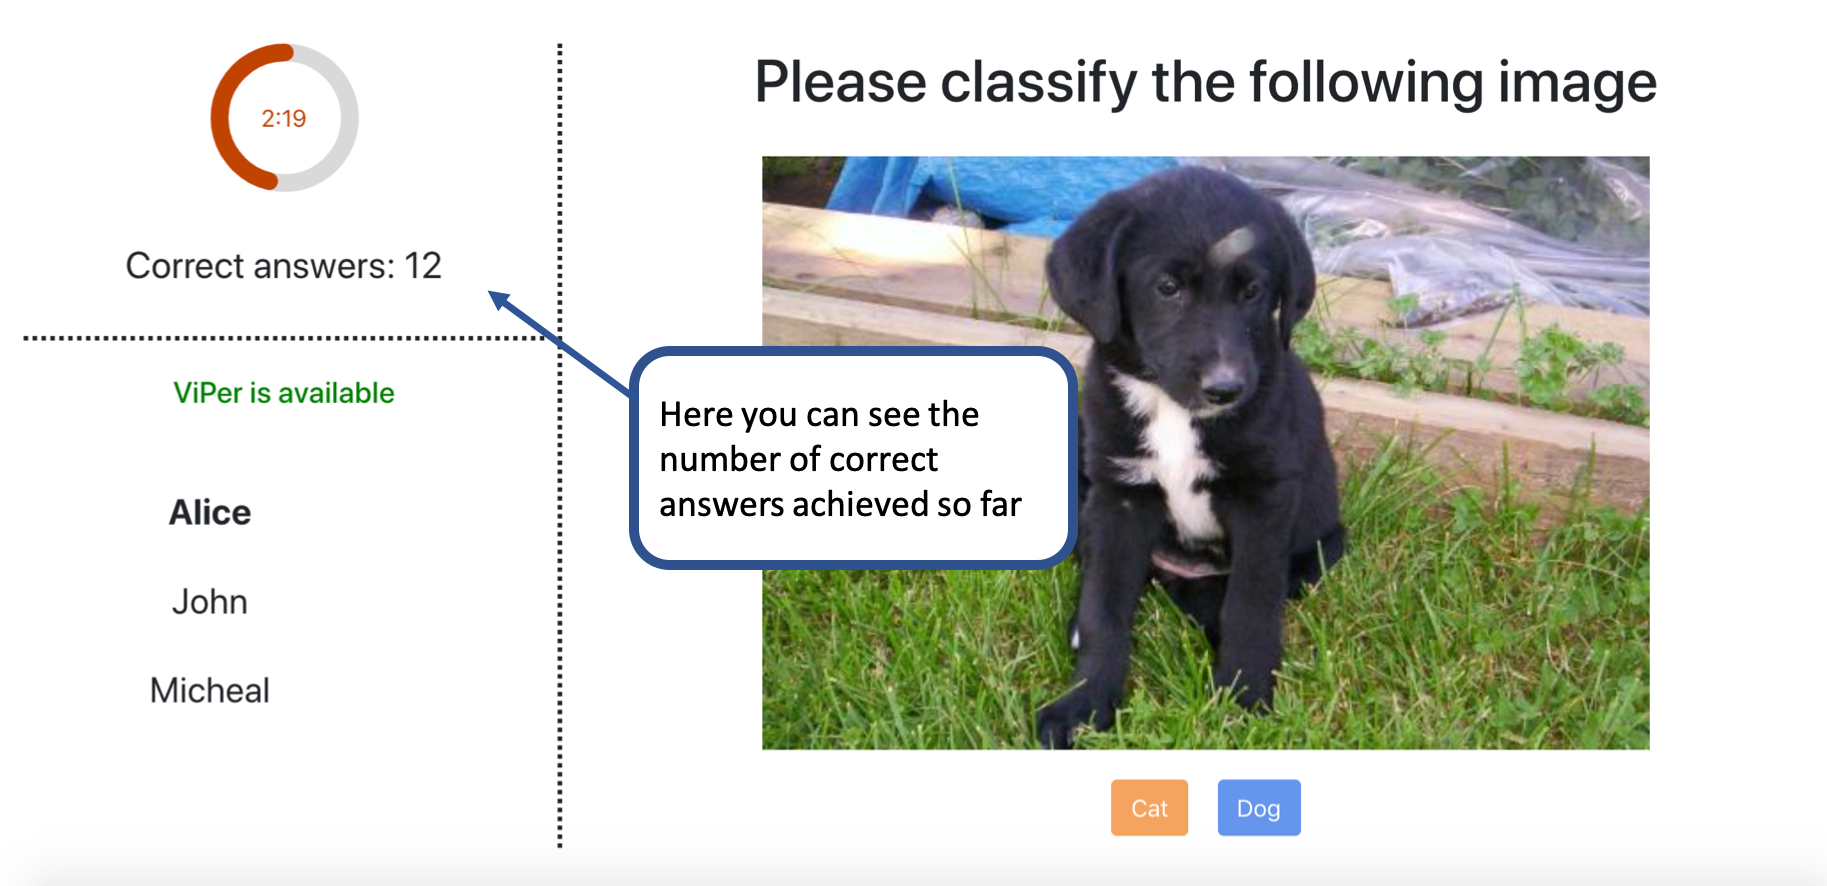 2:19
Correct answers: 12
ViPer is available
Alice
John
Micheal
Please classify the following image
Here you can see the
number of correct
answers achieved so far
Cat
Dog